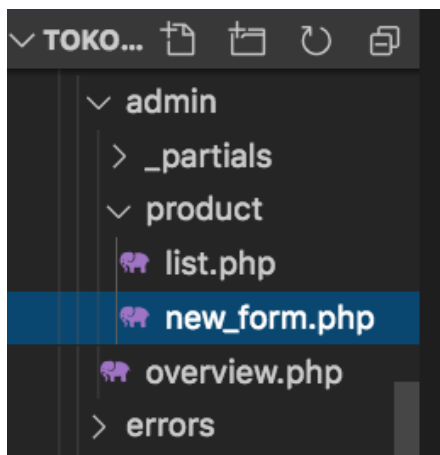 TOKO...
admin
_partials
product
list.php
new_form.php
overview.php
errors